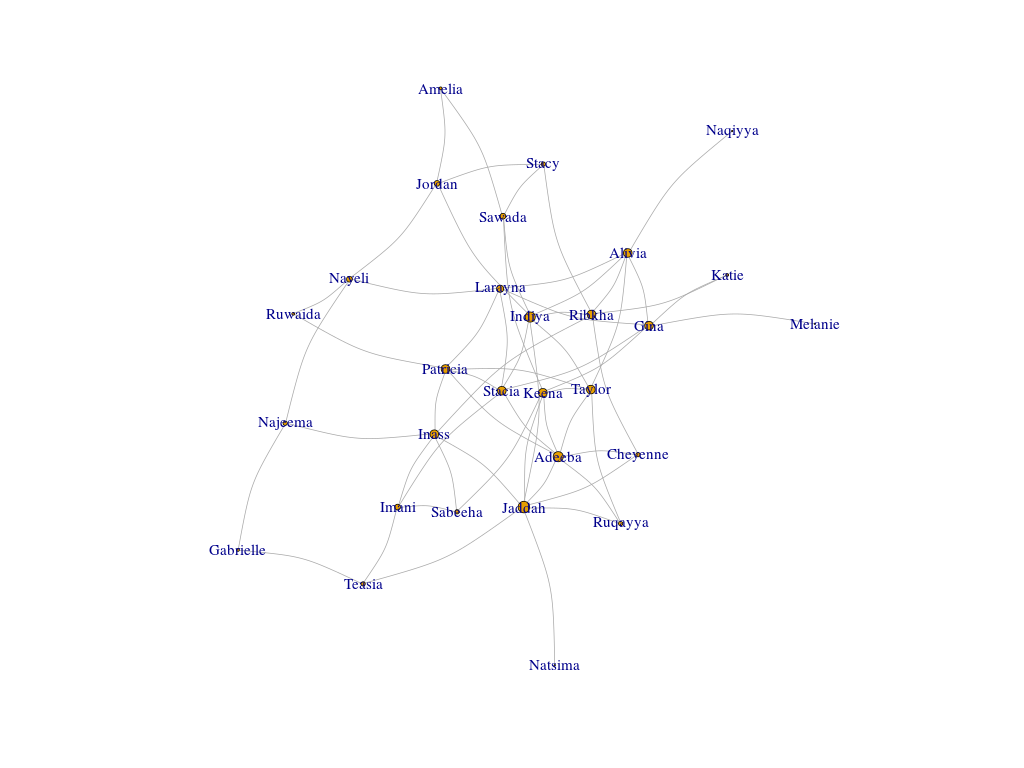 Amelia
Naqiyya
Stacy
Jordan
Sawada
Alivia
Katie
Nayeli
Larayna
Ruwaida
Indiya
Ribkha
Gina
Melanie
Patricia
Stacia
Keena
Taylor
Najeema
Inass
Adeeba
Cheyenne
Imani
Sabeeha
Jaddah
Ruqayya
Gabrielle
Teasia
Natsima